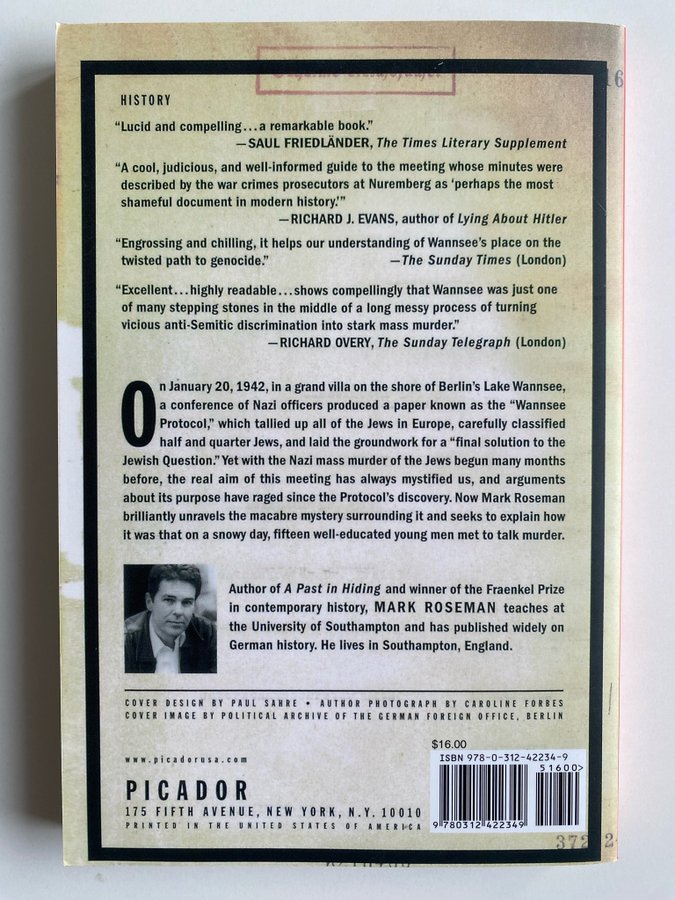 16
HISTORY
“Lucid and compelling...a remarkable book.”
—SAUL FRIEDLÄNDER, The Times Literary Supplement
“A cool, judicious, and well-informed guide to the meeting whose minutes were
described by the war crimes prosecutors at Nuremberg as ‘perhaps the most
shameful document in modern history.’”
—RICHARD J. EVANS, author of Lying About Hitler
“Engrossing and chilling, it helps our understanding of Wannsee’s place on the
twisted path to genocide.” —The Sunday Times (London)
“Excellent...highly readable...shows compellingly that Wannsee was just one
of many stepping stones in the middle of a long messy process of turning
vicious anti-Semitic discrimination into stark mass murder.”
—RICHARD OVERY, The Sunday Telegraph (London)
On January 20, 1942, in a grand villa on the shore of Berlin’s Lake Wannsee,
a conference of Nazi officers produced a paper known as the “Wannsee
Protocol,” which tallied up all of the Jews in Europe, carefully classified
half and quarter Jews, and laid the groundwork for a “final solution to the
Jewish Question.” Yet with the Nazi mass murder of the Jews begun many months
before, the real aim of this meeting has always mystified us, and arguments
about its purpose have raged since the Protocol’s discovery. Now Mark Roseman
brilliantly unravels the macabre mystery surrounding it and seeks to explain how
it was that on a snowy day, fifteen well-educated young men met to talk murder.
Author of A Past in Hiding and winner of the Fraenkel Prize
in contemporary history, MARK ROSEMAN teaches at
the University of Southampton and has published widely on
German history. He lives in Southampton, England.
COVER DESIGN BY PAUL SAHRE • AUTHOR PHOTOGRAPH BY CAROLINE FORBES
COVER IMAGE BY POLITICAL ARCHIVE OF THE GERMAN FOREIGN OFFICE, BERLIN
www.picadorusa.com
PICADOR
175 FIFTH AVENUE, NEW YORK, N.Y. 10010
PRINTED IN THE UNITED STATES OF AMERICA
$16.00
ISBN 978-0-312-42234-9
51600>
9 780312 422349
372 2